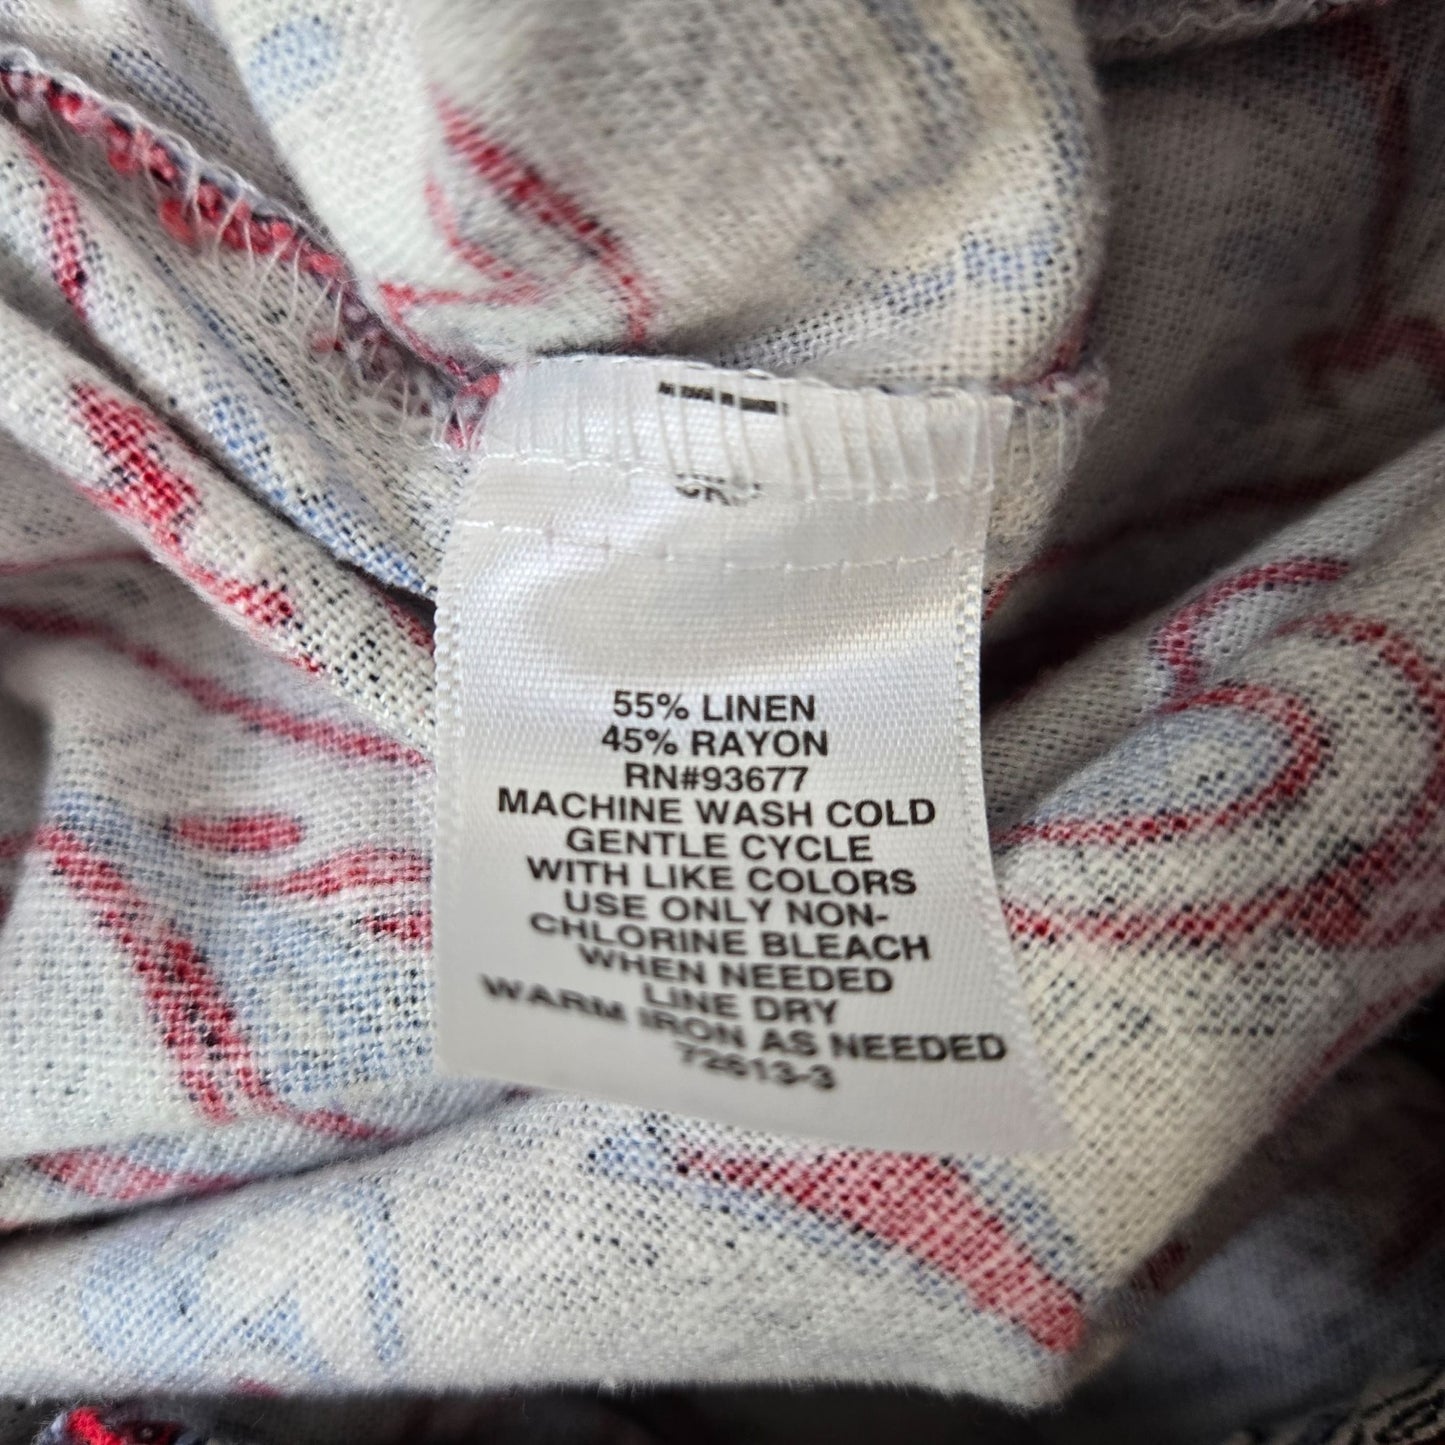 55% LINEN
45% RAYON
RN#93677
MACHINE WASH COLD
GENTLE CYCLE
WITH LIKE COLORS
USE ONLY NON-
CHLORINE BLEACH
WHEN NEEDED
LINE DRY
WARM IRON AS NEEDED
72613-3